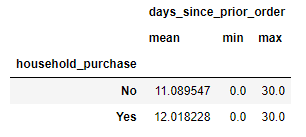 days_since_prior_order
mean min max
household_purchase
No 11.089547 0.0 30.0
Yes 12.018228 0.0 30.0